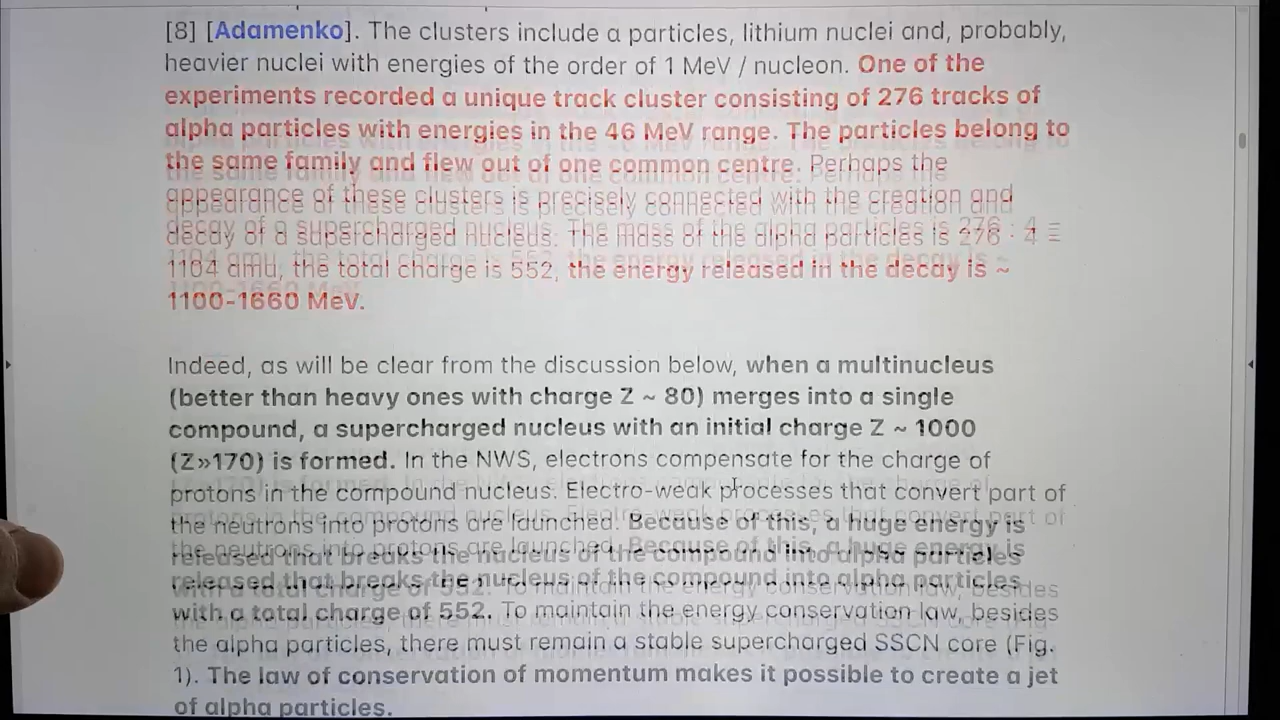 [8] [Adamenko]. The clusters include α particles, lithium nuclei and, probably,
heavier nuclei with energies of the order of 1 MeV / nucleon. One of the
experiments recorded a unique track cluster consisting of 276 tracks of
alpha particles with energies in the 46 MeV range. The particles belong to
the same family and flew out of one common centre. Perhaps the
appearance of these clusters is precisely connected with the creation and
decay of a supercharged nucleus. The mass of the alpha particles is 276 · 4 =
1104 amu, the total charge is 552, the energy released in the decay is ~
1100-1660 MeV.
Indeed, as will be clear from the discussion below, when a multinucleus
(better than heavy ones with charge Z ~ 80) merges into a single
compound, a supercharged nucleus with an initial charge Z ~ 1000
(Z»170) is formed. In the NWS, electrons compensate for the charge of
protons in the compound nucleus. Electro-weak processes that convert part of
the neutrons into protons are launched. Because of this, a huge energy is
released that breaks the nucleus of the compound into alpha particles
with a total charge of 552. To maintain the energy conservation law, besides
the alpha particles, there must remain a stable supercharged SSCN core (Fig.
1). The law of conservation of momentum makes it possible to create a jet
of alpha particles.